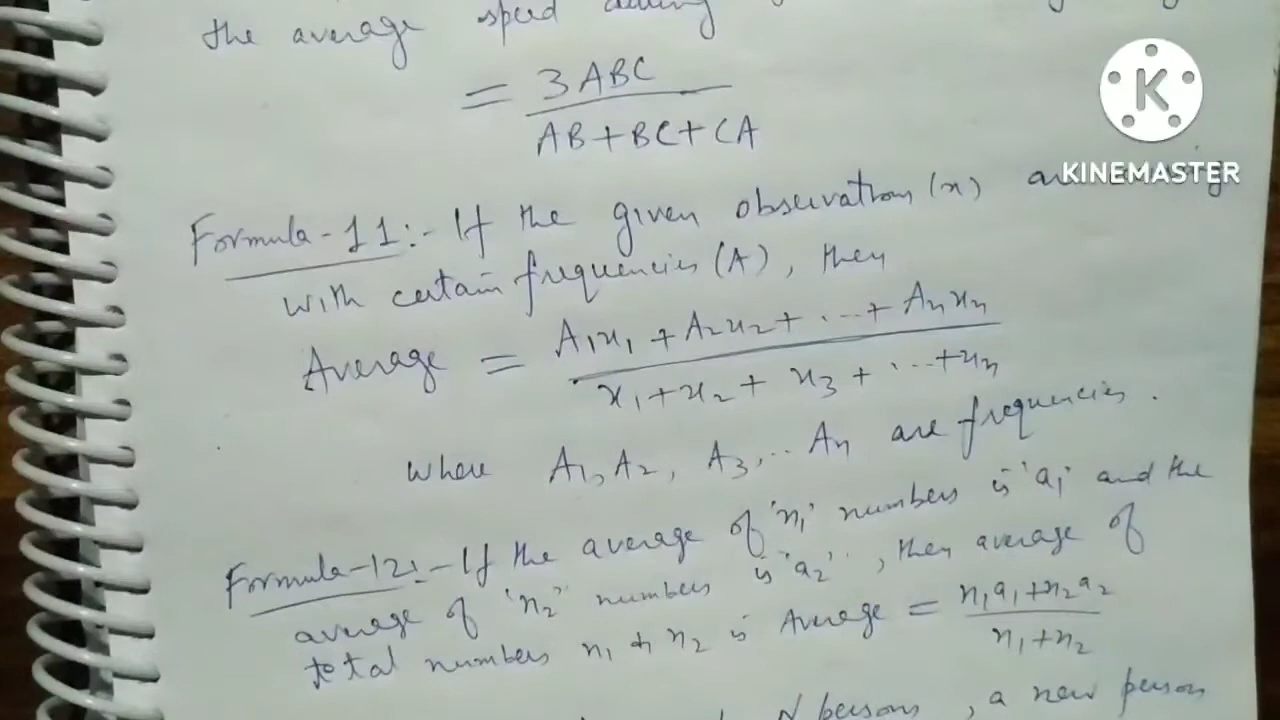 the average speed during
= 3ABC / AB+BC+CA
KINEMASTER
Formula-11:- If the given observations (x) are
with certain frequencies (A), then
Average = A1x1 + A2x2 + ... + Anxn / x1+x2 + x3 + ... +xn
where A1, A2, A3, ... An are frequencies.
Formula-12:- If the average of 'n1' numbers is 'a1' and the
average of 'n2' numbers is 'a2', then average of
total numbers n1 & n2 is Average = n1a1+n2a2 / n1+n2
N persons, a new person